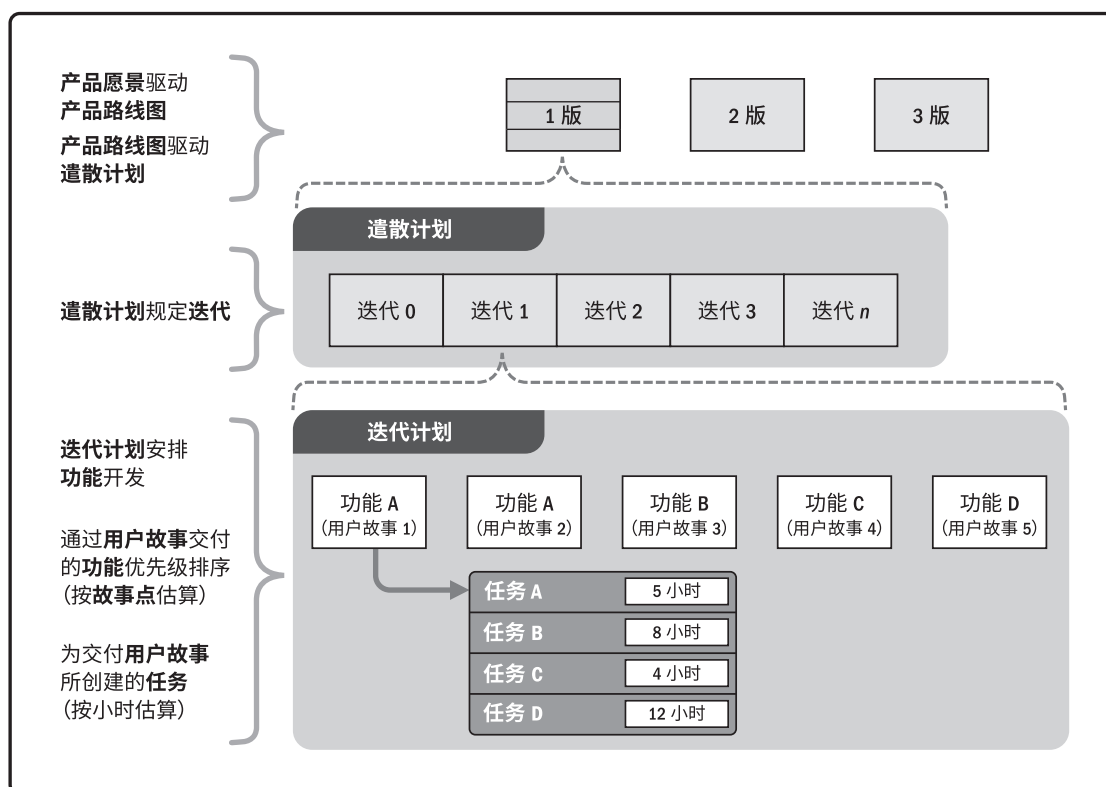 产品愿景驱动
产品路线图
产品路线图驱动
遣散计划
1 版
2 版
3 版
遣散计划
遣散计划规定迭代
迭代 0
迭代 1
迭代 2
迭代 3
迭代 n
迭代计划
迭代计划安排
功能开发
通过用户故事交付
的功能优先级排序
（按故事点估算）
为交付用户故事
所创建的任务
（按小时估算）
功能 A
（用户故事 1）
功能 A
（用户故事 2）
功能 B
（用户故事 3）
功能 C
（用户故事 4）
功能 D
（用户故事 5）
任务 A
5 小时
任务 B
8 小时
任务 C
4 小时
任务 D
12 小时